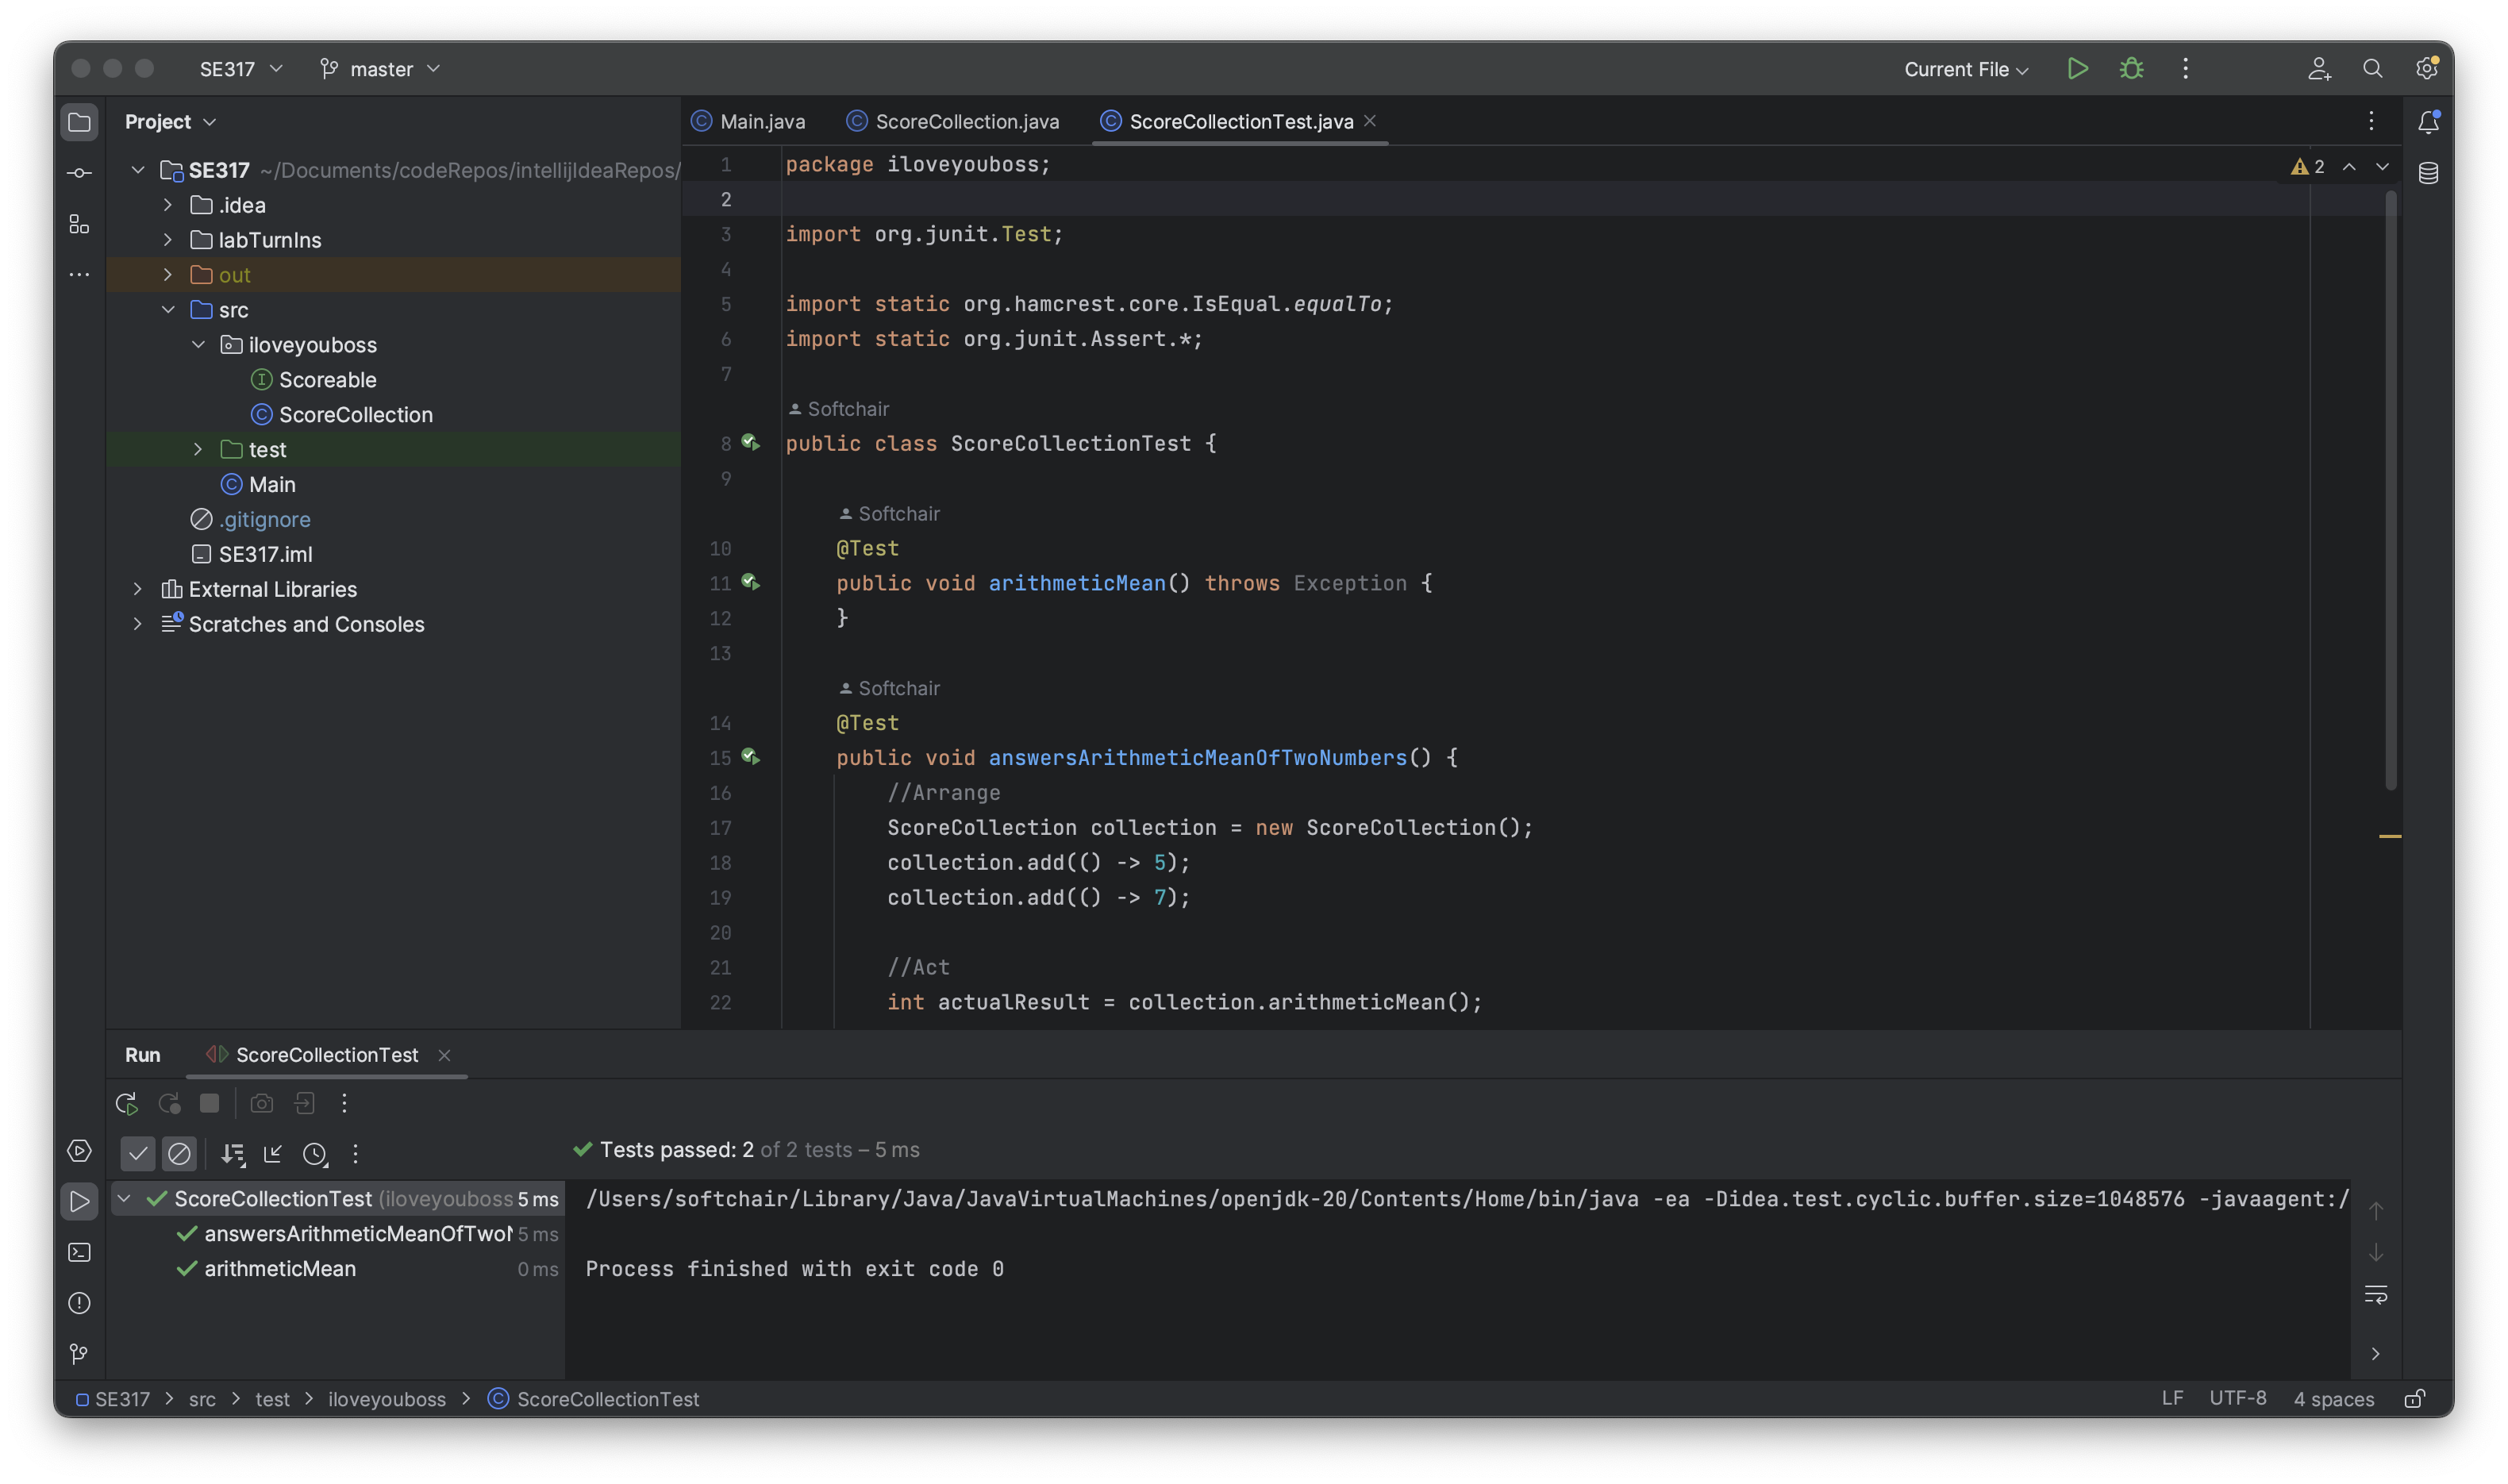 SE317 master Current File
Project
SE317 ~/Documents/codeRepos/intellijIdeaRepos/
.idea
labTurnIns
out
src
iloveyouboss
Scoreable
ScoreCollection
test
Main
.gitignore
SE317.iml
External Libraries
Scratches and Consoles
Main.java ScoreCollection.java ScoreCollectionTest.java
2
1 package iloveyouboss;
2
3 import org.junit.Test;
4
5 import static org.hamcrest.core.IsEqual.equalTo;
6 import static org.junit.Assert.*;
7
Softchair
8 public class ScoreCollectionTest {
9
Softchair
10 @Test
11 public void arithmeticMean() throws Exception {
12 }
13
Softchair
14 @Test
15 public void answersArithmeticMeanOfTwoNumbers() {
16 //Arrange
17 ScoreCollection collection = new ScoreCollection();
18 collection.add(() -> 5);
19 collection.add(() -> 7);
20
21 //Act
22 int actualResult = collection.arithmeticMean();
Run ScoreCollectionTest
Tests passed: 2 of 2 tests – 5 ms
ScoreCollectionTest (iloveyouboss 5 ms
answersArithmeticMeanOfTwo 5 ms
arithmeticMean 0 ms
/Users/softchair/Library/Java/JavaVirtualMachines/openjdk-20/Contents/Home/bin/java -ea -Didea.test.cyclic.buffer.size=1048576 -javaagent:/
Process finished with exit code 0
SE317 > src > test > iloveyouboss > ScoreCollectionTest
LF UTF-8 4 spaces